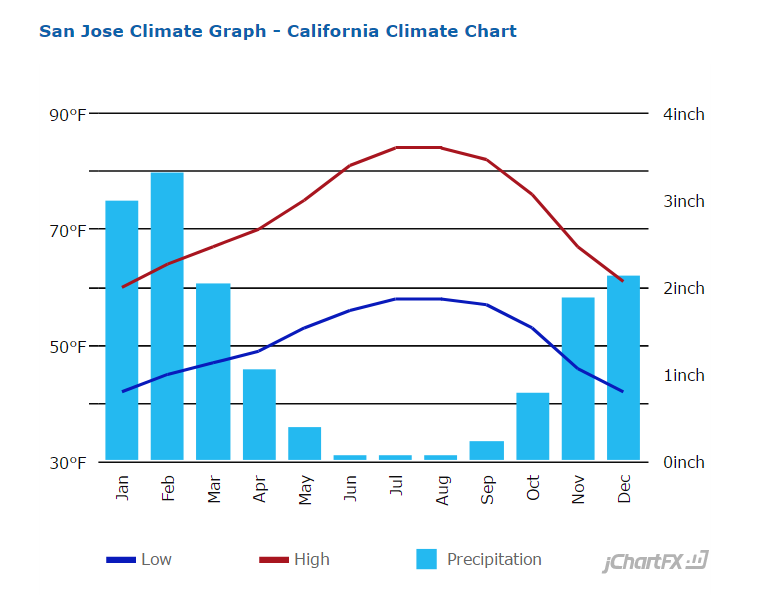 San Jose Climate Graph - California Climate Chart
90°F
70°F
50°F
30°F
4inch
3inch
2inch
1inch
0inch
Jan
Feb
Mar
Apr
May
Jun
Jul
Aug
Sep
Oct
Nov
Dec
Low
High
Precipitation
jChartFX